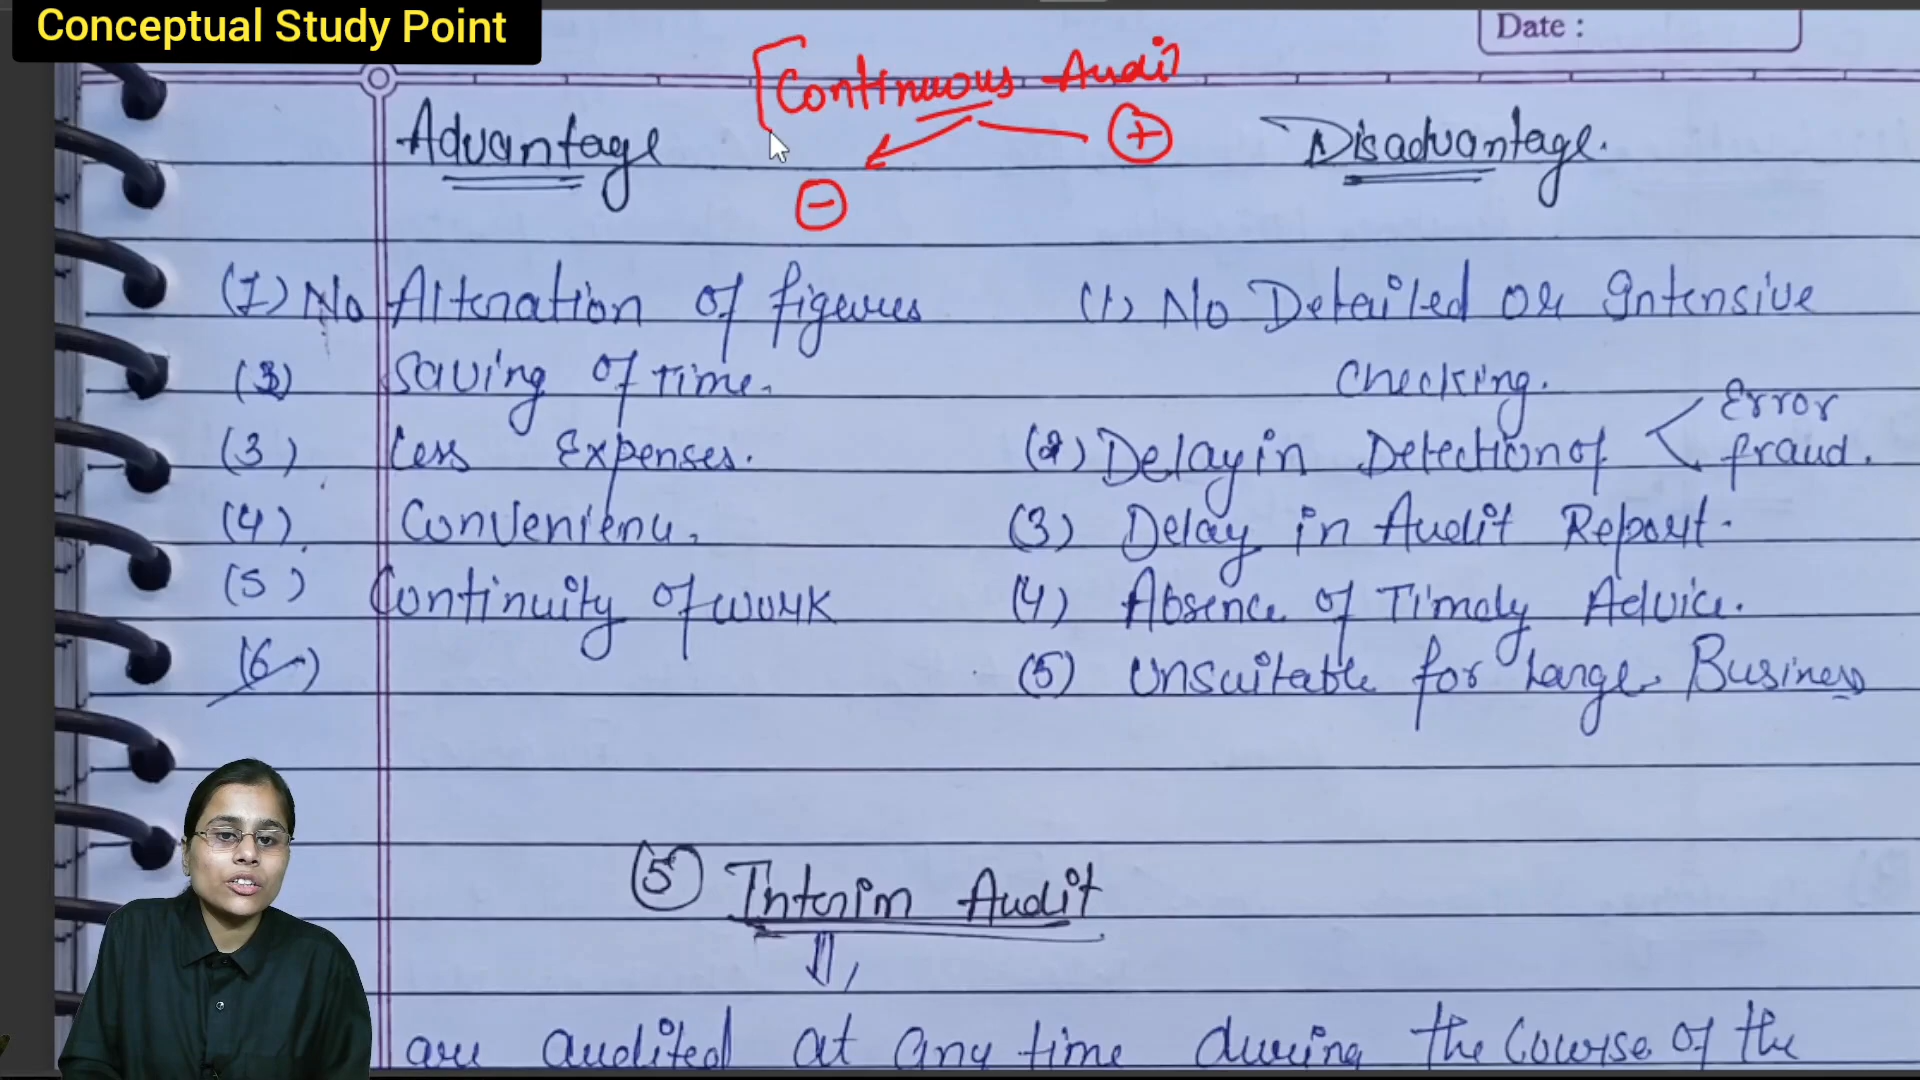 Conceptual Study Point
Date :
Continuous Audit
Advantage
Disadvantage.
(1) No Alteration of figures
(1) No Detailed or Intensive
checking.
(3) Saving of Time.
Error
(3) Less Expenses.
(2) Delay in Detection of
fraud.
(4) Convenienc.
(3) Delay in Audit Report.
(5) Continuity of work
(4) Absence of Timely Advice.
(6)
(5) Unsuitable for Large Business
(5) Interim Audit
are audited at any time during the course of the